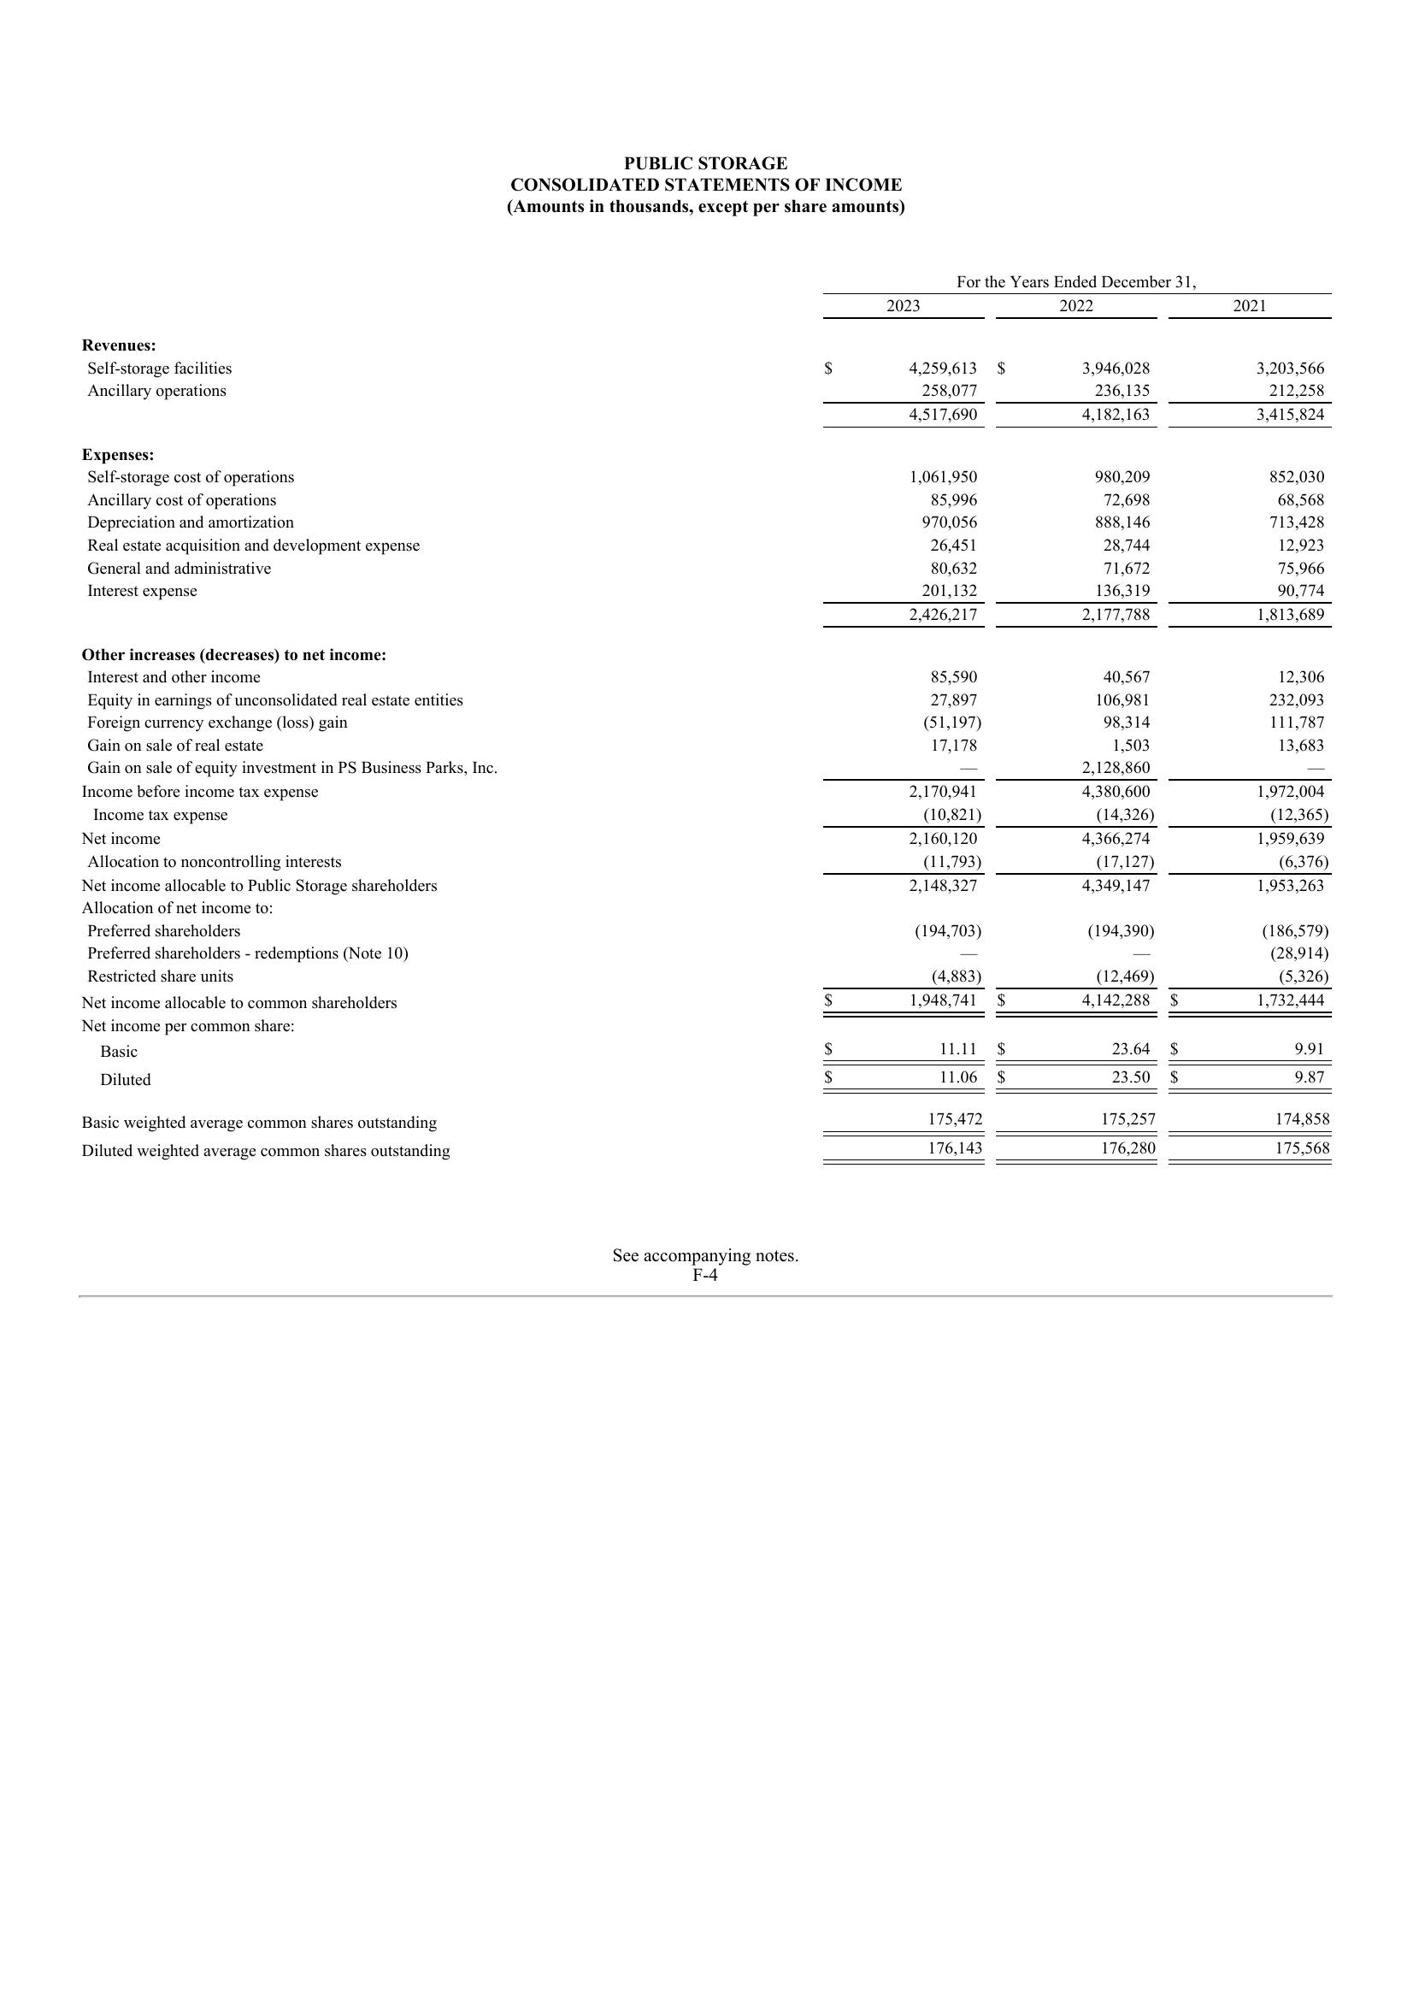 PUBLIC STORAGE
CONSOLIDATED STATEMENTS OF INCOME
(Amounts in thousands, except per share amounts)
For the Years Ended December 31,
2023 2022 2021
Revenues:
Self-storage facilities $ 4,259,613 $ 3,946,028 3,203,566
Ancillary operations 258,077 236,135 212,258
4,517,690 4,182,163 3,415,824
Expenses:
Self-storage cost of operations 1,061,950 980,209 852,030
Ancillary cost of operations 85,996 72,698 68,568
Depreciation and amortization 970,056 888,146 713,428
Real estate acquisition and development expense 26,451 28,744 12,923
General and administrative 80,632 71,672 75,966
Interest expense 201,132 136,319 90,774
2,426,217 2,177,788 1,813,689
Other increases (decreases) to net income:
Interest and other income 85,590 40,567 12,306
Equity in earnings of unconsolidated real estate entities 27,897 106,981 232,093
Foreign currency exchange (loss) gain (51,197) 98,314 111,787
Gain on sale of real estate 17,178 1,503 13,683
Gain on sale of equity investment in PS Business Parks, Inc. — 2,128,860 —
Income before income tax expense 2,170,941 4,380,600 1,972,004
Income tax expense (10,821) (14,326) (12,365)
Net income 2,160,120 4,366,274 1,959,639
Allocation to noncontrolling interests (11,793) (17,127) (6,376)
Net income allocable to Public Storage shareholders 2,148,327 4,349,147 1,953,263
Allocation of net income to:
Preferred shareholders (194,703) (194,390) (186,579)
Preferred shareholders - redemptions (Note 10) — — (28,914)
Restricted share units (4,883) (12,469) (5,326)
Net income allocable to common shareholders $ 1,948,741 $ 4,142,288 $ 1,732,444
Net income per common share:
Basic $ 11.11 $ 23.64 $ 9.91
Diluted $ 11.06 $ 23.50 $ 9.87
Basic weighted average common shares outstanding 175,472 175,257 174,858
Diluted weighted average common shares outstanding 176,143 176,280 175,568
See accompanying notes.
F-4